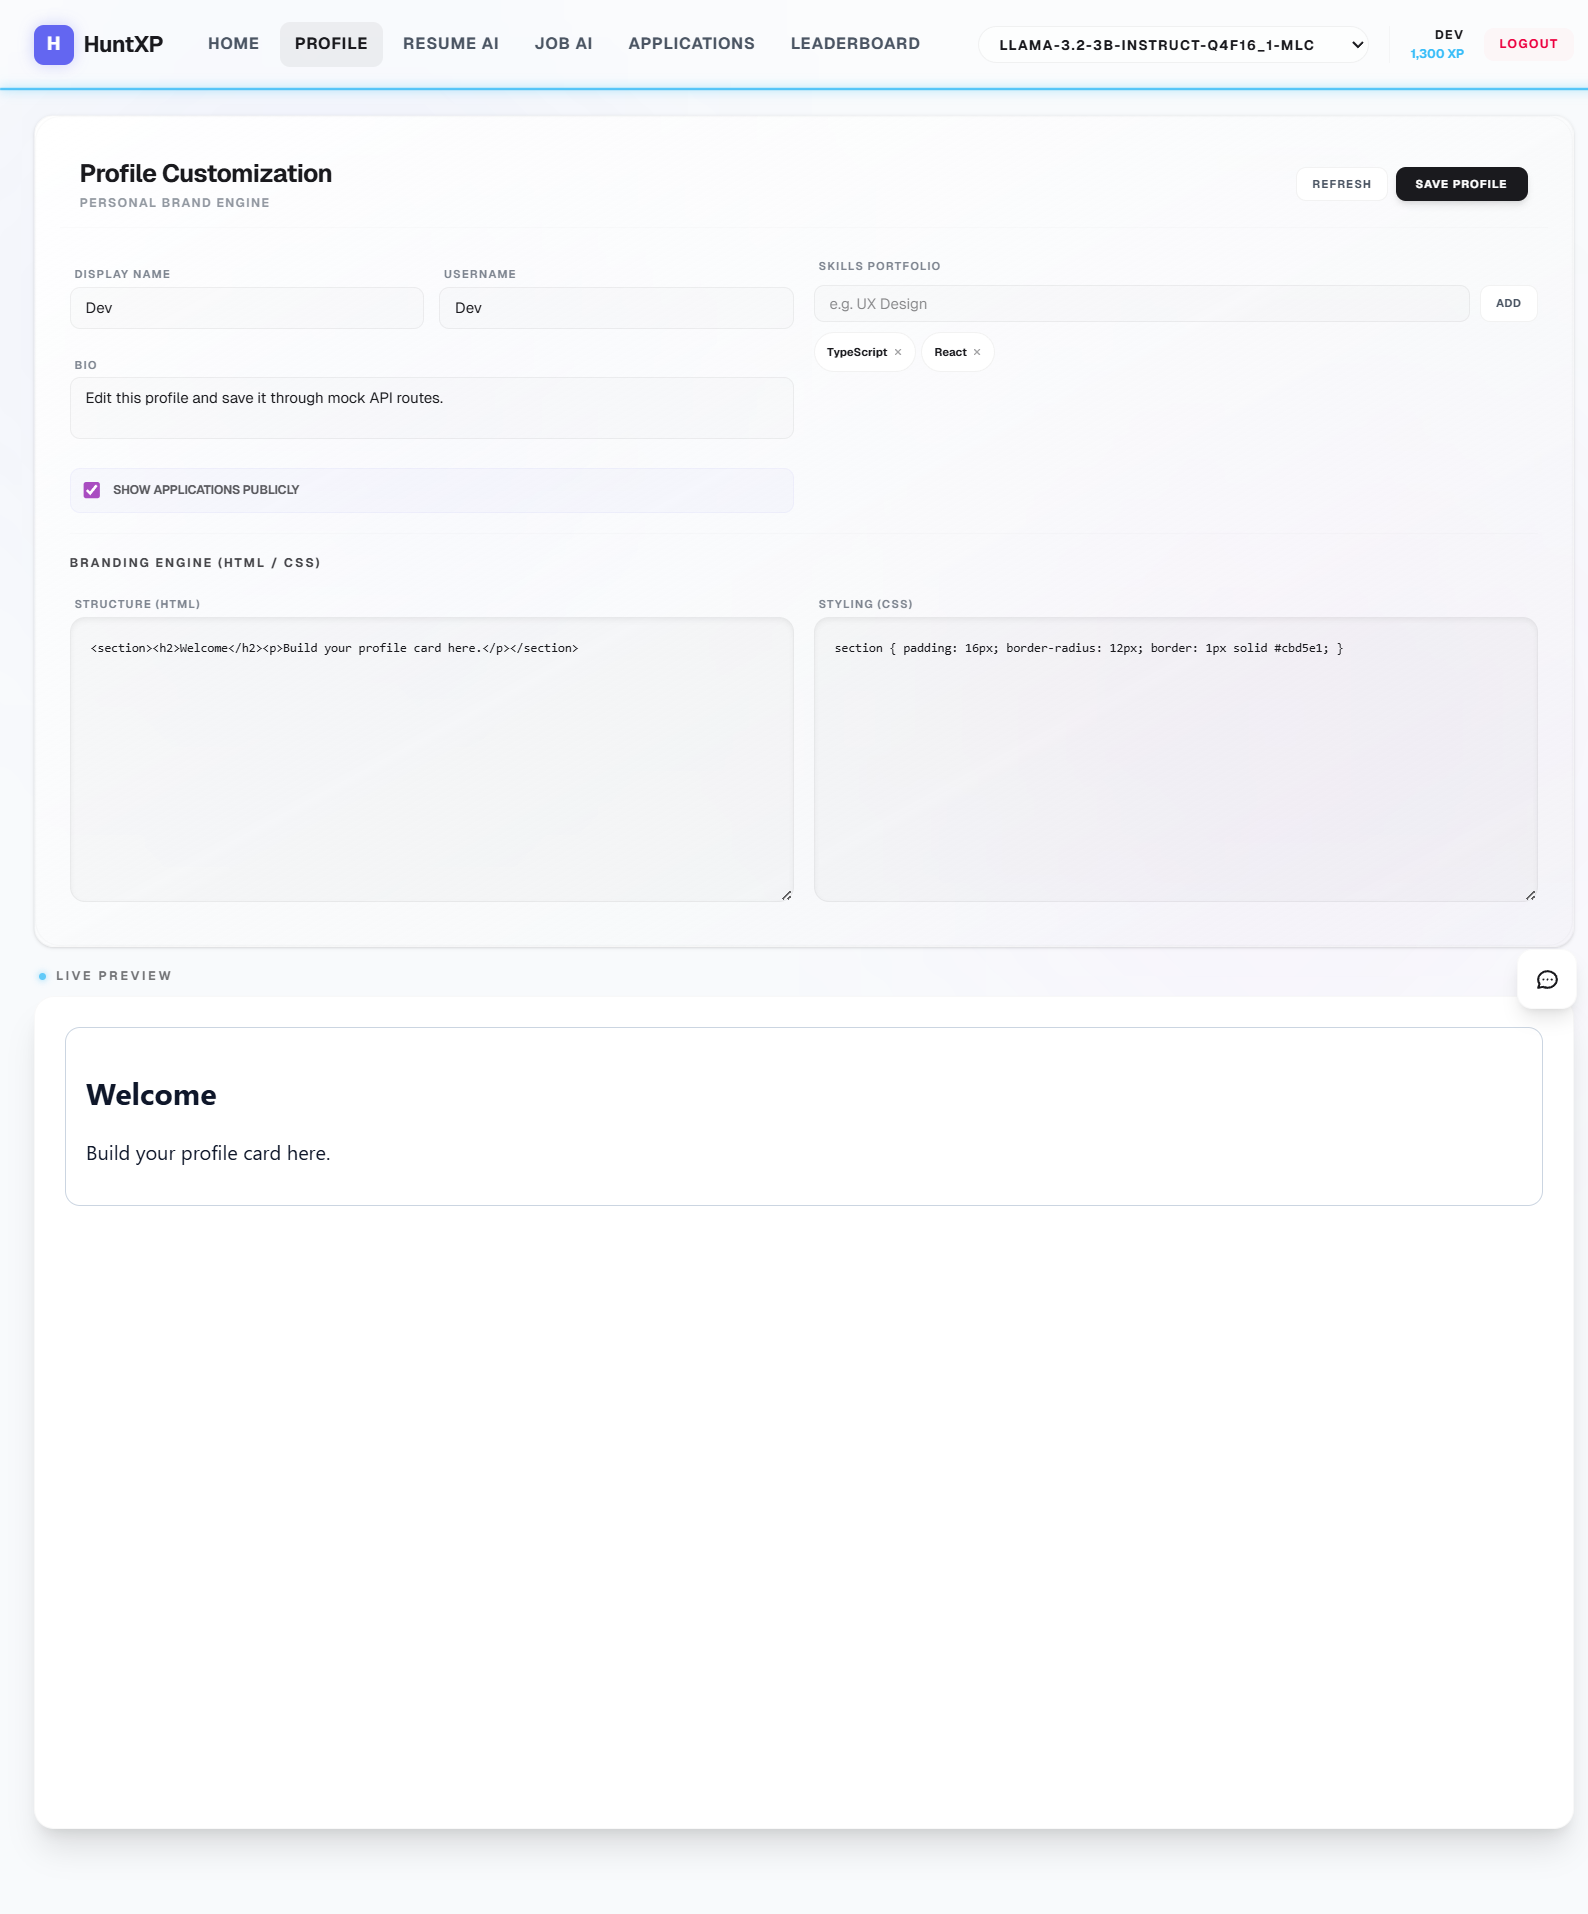 H HuntXP HOME PROFILE RESUME AI JOB AI APPLICATIONS LEADERBOARD LLAMA-3.2-3B-INSTRUCT-Q4F16_1-MLC DEV LOGOUT
1,300 XP
Profile Customization
PERSONAL BRAND ENGINE
REFRESH SAVE PROFILE
DISPLAY NAME USERNAME
Dev Dev
BIO
Edit this profile and save it through mock API routes.
SHOW APPLICATIONS PUBLICLY
SKILLS PORTFOLIO
e.g. UX Design ADD
TypeScript × React ×
BRANDING ENGINE (HTML / CSS)
STRUCTURE (HTML)
<section><h2>Welcome</h2><p>Build your profile card here.</p></section>
STYLING (CSS)
section { padding: 16px; border-radius: 12px; border: 1px solid #cbd5e1; }
LIVE PREVIEW
Welcome
Build your profile card here.